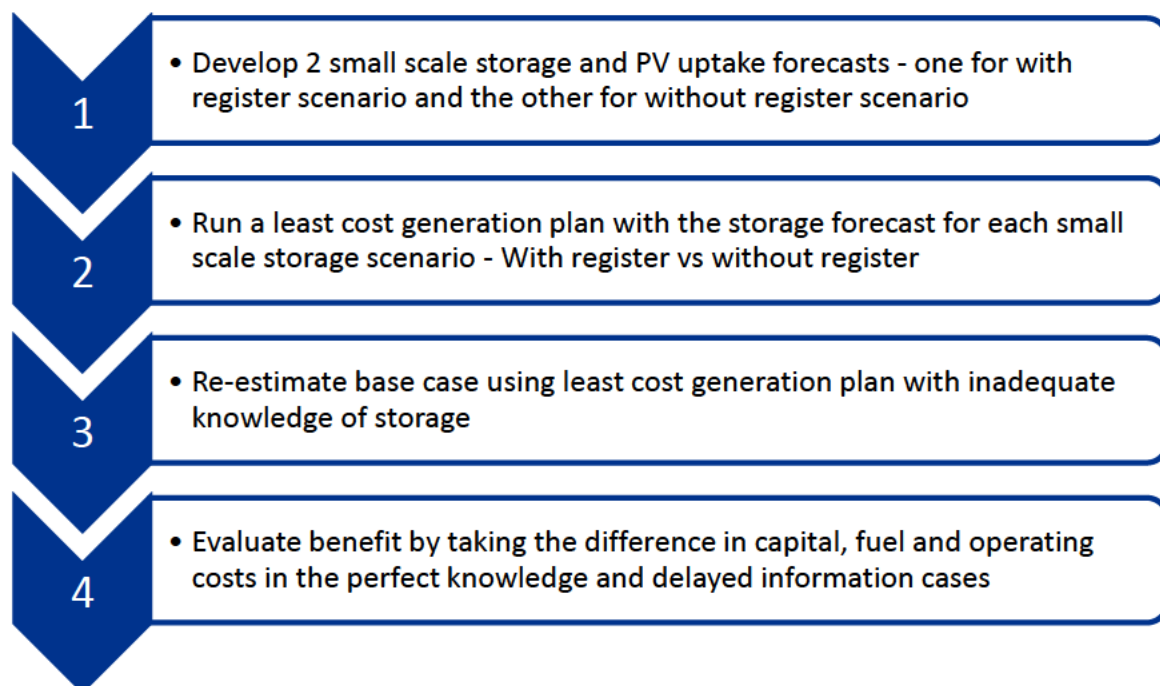 1
• Develop 2 small scale storage and PV uptake forecasts - one for with
register scenario and the other for without register scenario
2
• Run a least cost generation plan with the storage forecast for each small
scale storage scenario - With register vs without register
3
• Re-estimate base case using least cost generation plan with inadequate
knowledge of storage
4
• Evaluate benefit by taking the difference in capital, fuel and operating
costs in the perfect knowledge and delayed information cases